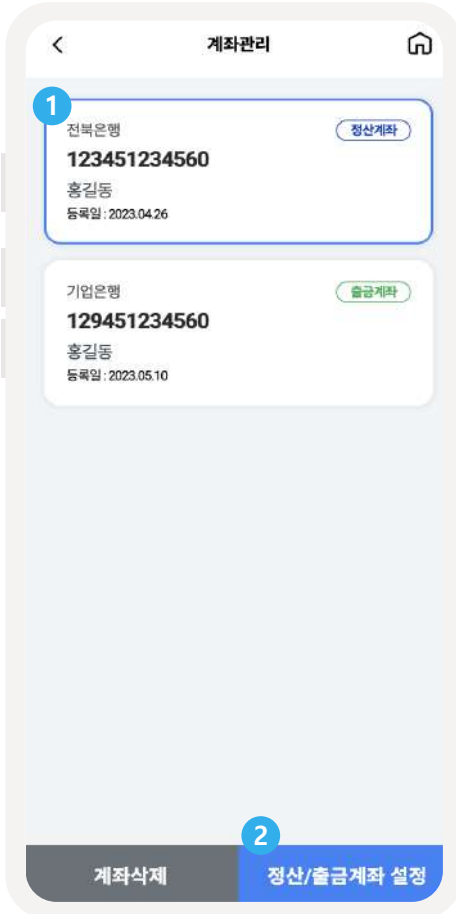 계좌관리
1
전북은행 정산계좌
123451234560
홍길동
등록일 : 2023.04.26
기업은행 출금계좌
129451234560
홍길동
등록일 : 2023.05.10
2
계좌삭제 정산/출금계좌 설정